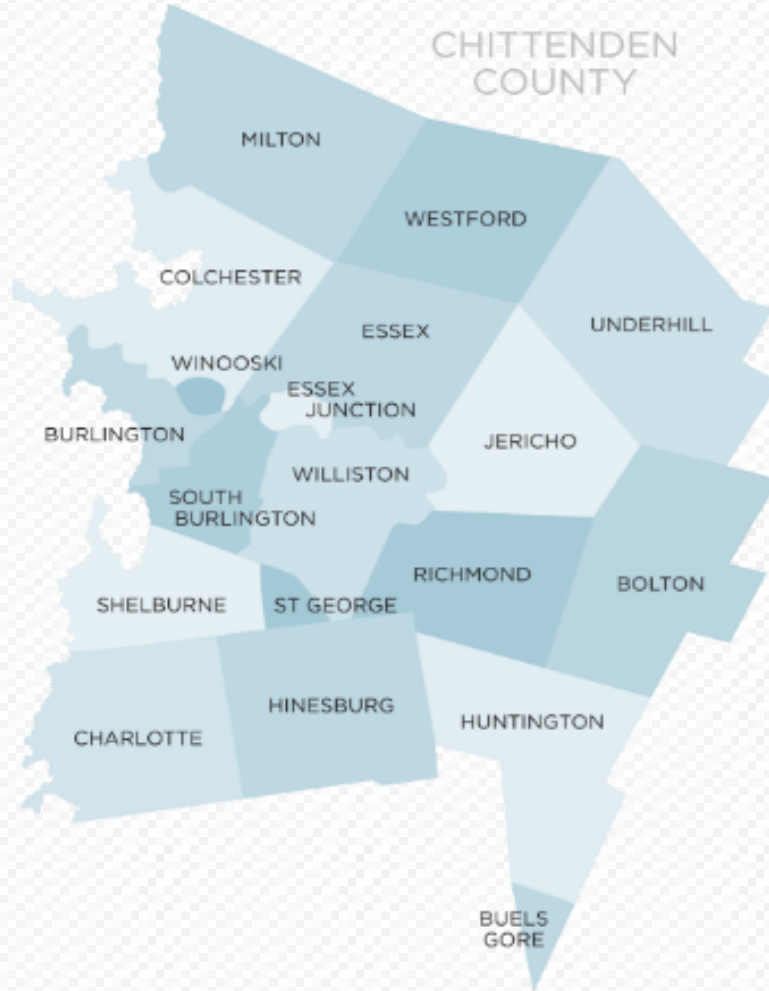 CHITTENDEN
COUNTY
MILTON
WESTFORD
COLCHESTER
UNDERHILL
ESSEX
WINOOSKI
ESSEX
JUNCTION
BURLINGTON
JERICHO
WILLISTON
SOUTH
BURLINGTON
RICHMOND
BOLTON
SHELBURNE
ST GEORGE
HINESBURG
HUNTINGTON
CHARLOTTE
BUELS
GORE